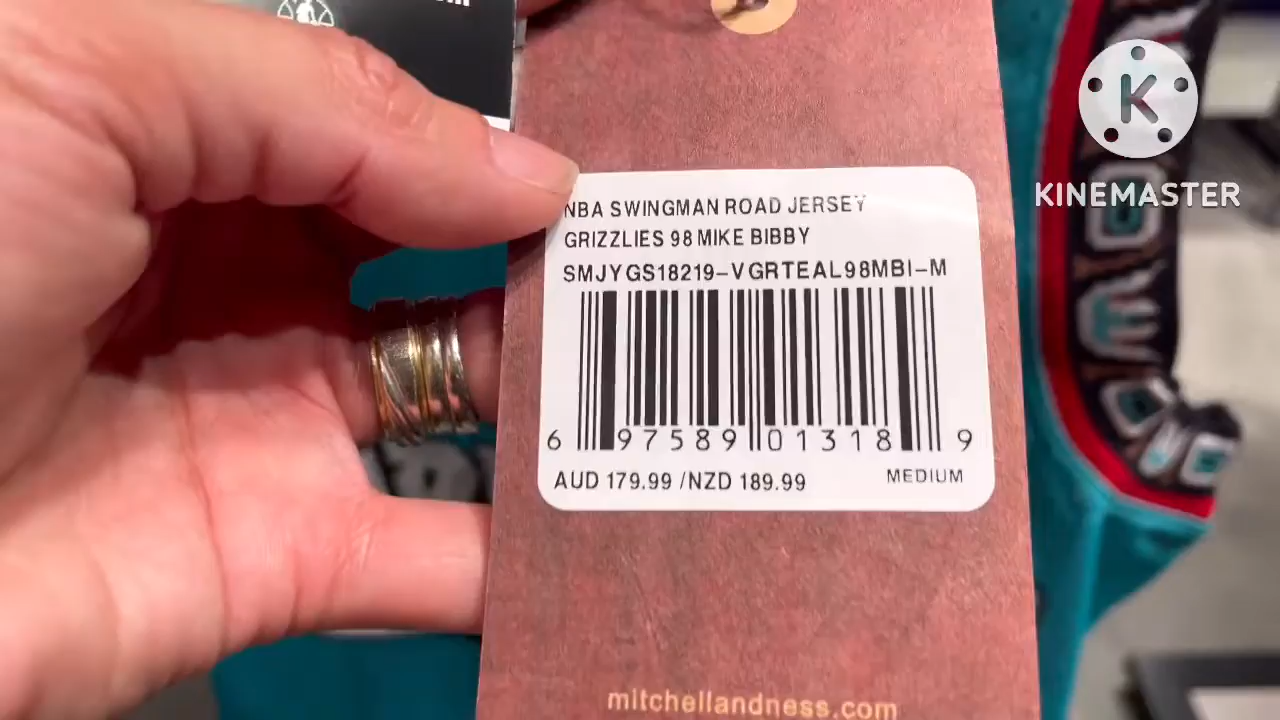 K
KINEMASTER
NBA SWINGMAN ROAD JERSEY
GRIZZLIES 98 MIKE BIBBY
SMJYGS18219-VGRTEAL98MBI-M
6 97589 01318 9
AUD 179.99 /NZD 189.99 MEDIUM
mitchellandness.com